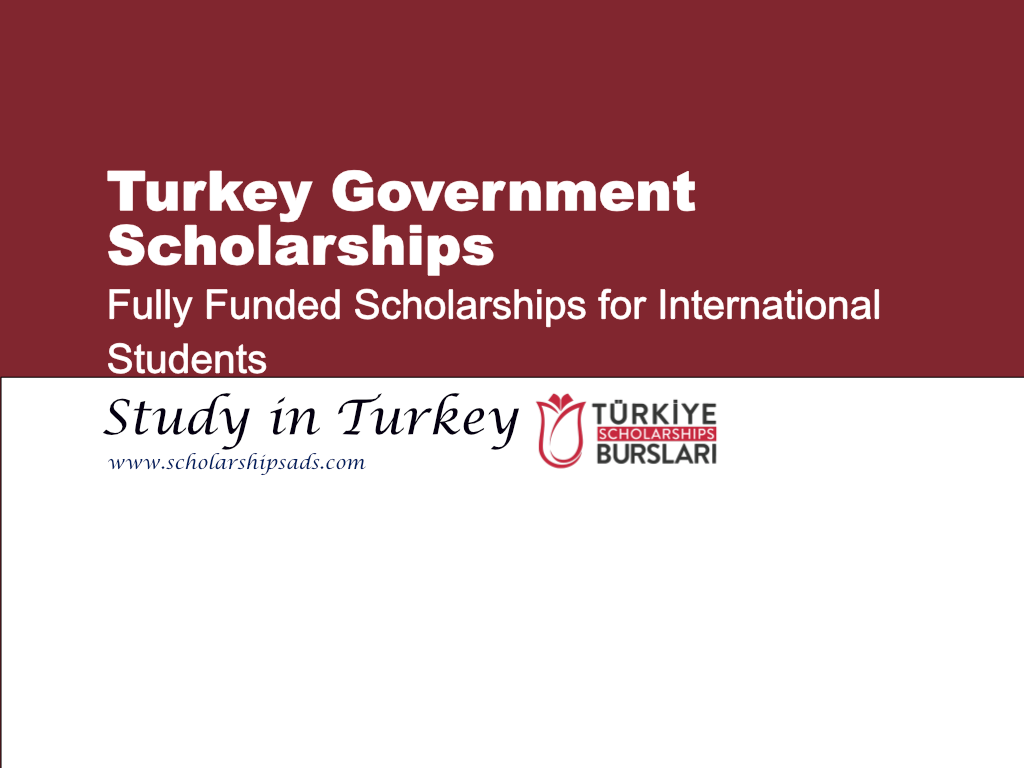 Turkey Government
Scholarships
Fully Funded Scholarships for International
Students
Study in Turkey
www.scholarshipsads.com
TÜRKİYE
SCHOLARSHIPS
BURSLARI